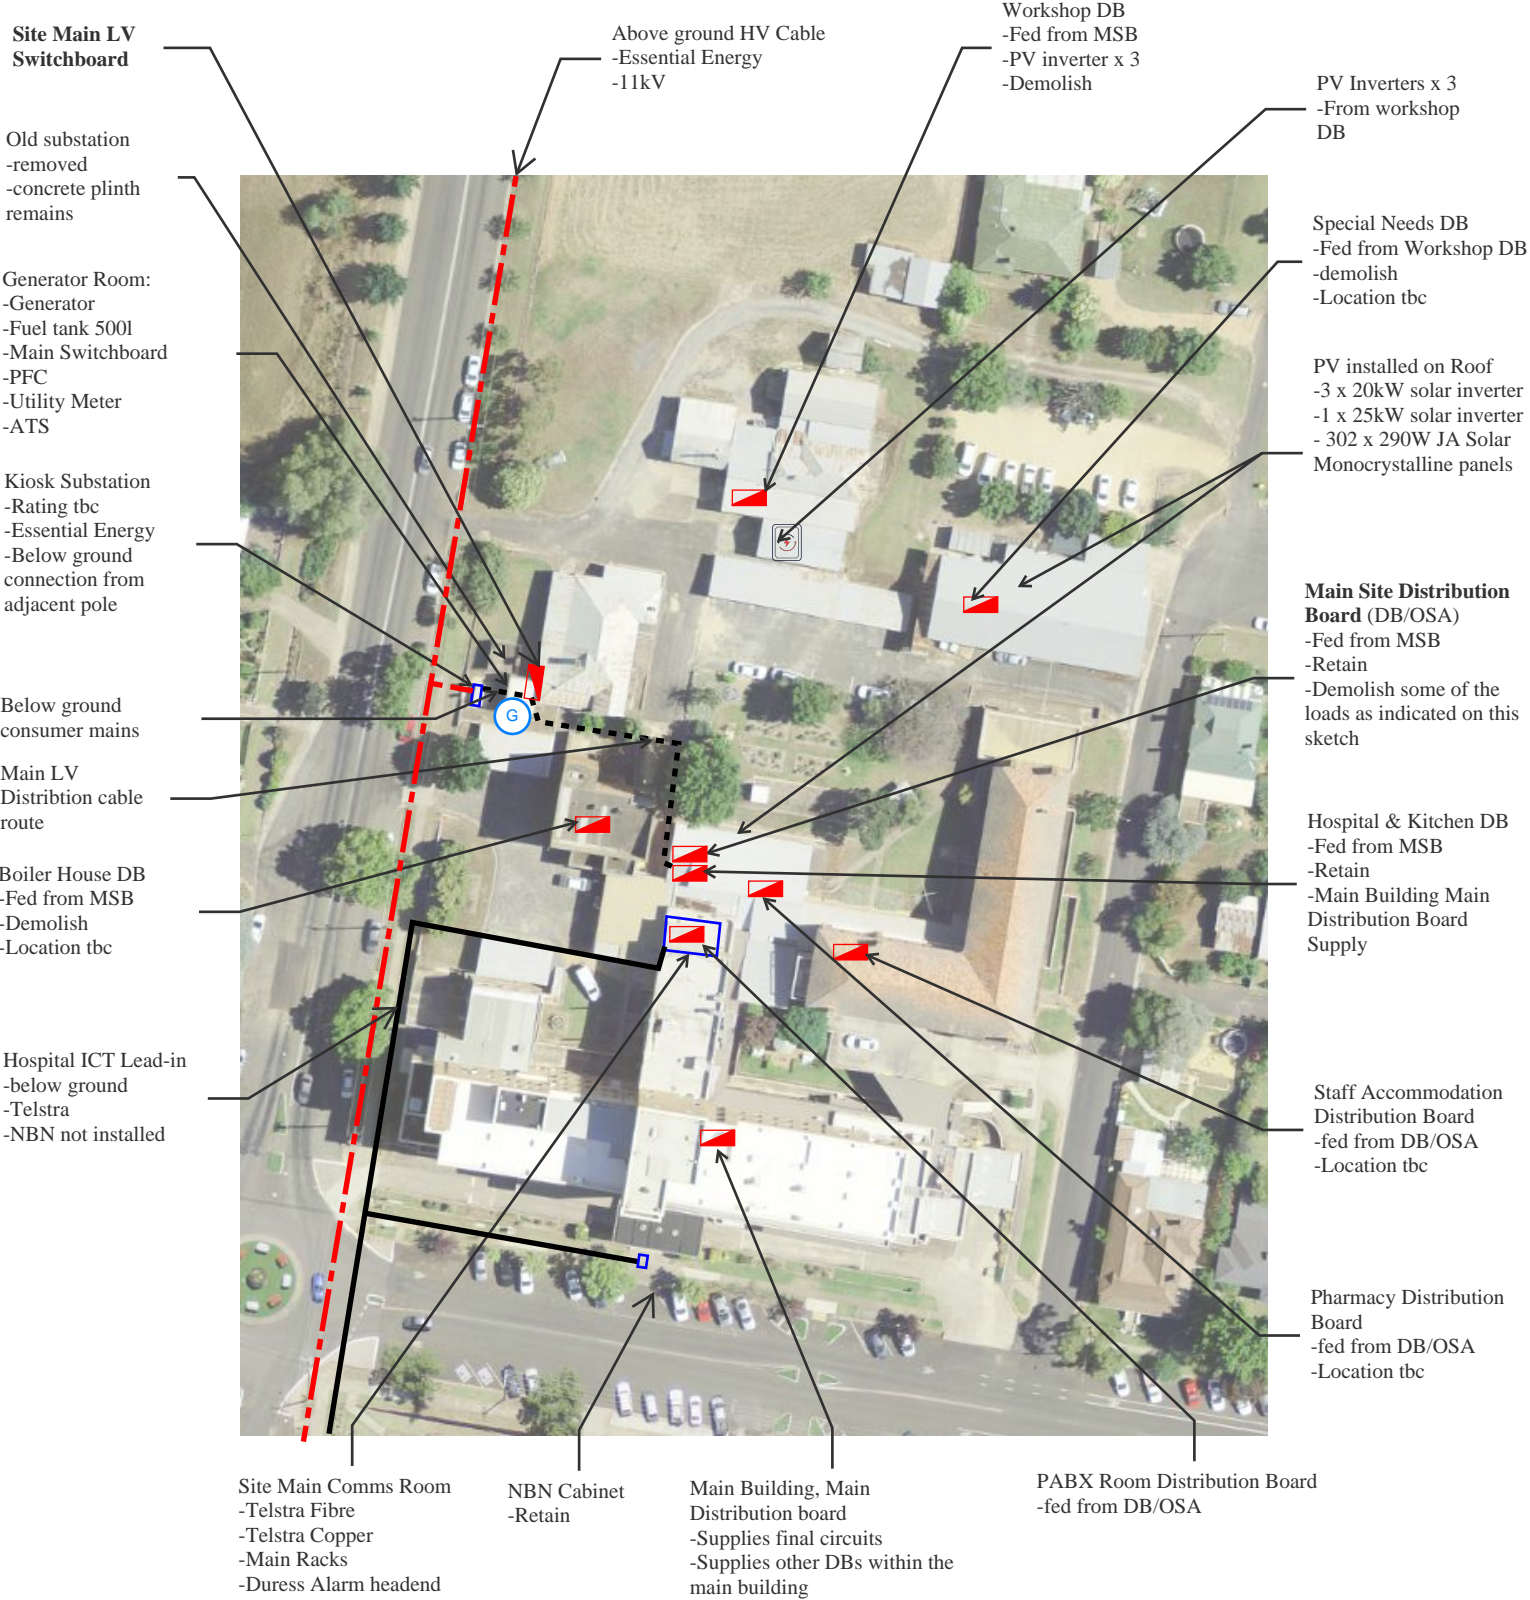 Site Main LV
Switchboard
Above ground HV Cable
-Essential Energy
-11kV
Workshop DB
-Fed from MSB
-PV inverter x 3
-Demolish
PV Inverters x 3
-From workshop
DB
Old substation
-removed
-concrete plinth
remains
Special Needs DB
-Fed from Workshop DB
-demolish
-Location tbc
Generator Room:
-Generator
-Fuel tank 500l
-Main Switchboard
-PFC
-Utility Meter
-ATS
PV installed on Roof
-3 x 20kW solar inverter
-1 x 25kW solar inverter
- 302 x 290W JA Solar
Monocrystalline panels
Kiosk Substation
-Rating tbc
-Essential Energy
-Below ground
connection from
adjacent pole
Main Site Distribution
Board (DB/OSA)
-Fed from MSB
-Retain
-Demolish some of the
loads as indicated on this
sketch
G
Below ground
consumer mains
Main LV
Distribtion cable
route
Hospital & Kitchen DB
-Fed from MSB
-Retain
-Main Building Main
Distribution Board
Supply
Boiler House DB
-Fed from MSB
-Demolish
-Location tbc
Hospital ICT Lead-in
-below ground
-Telstra
-NBN not installed
Staff Accommodation
Distribution Board
-fed from DB/OSA
-Location tbc
Pharmacy Distribution
Board
-fed from DB/OSA
-Location tbc
Site Main Comms Room
-Telstra Fibre
-Telstra Copper
-Main Racks
-Duress Alarm headend
NBN Cabinet
-Retain
Main Building, Main
Distribution board
-Supplies final circuits
-Supplies other DBs within the
main building
PABX Room Distribution Board
-fed from DB/OSA